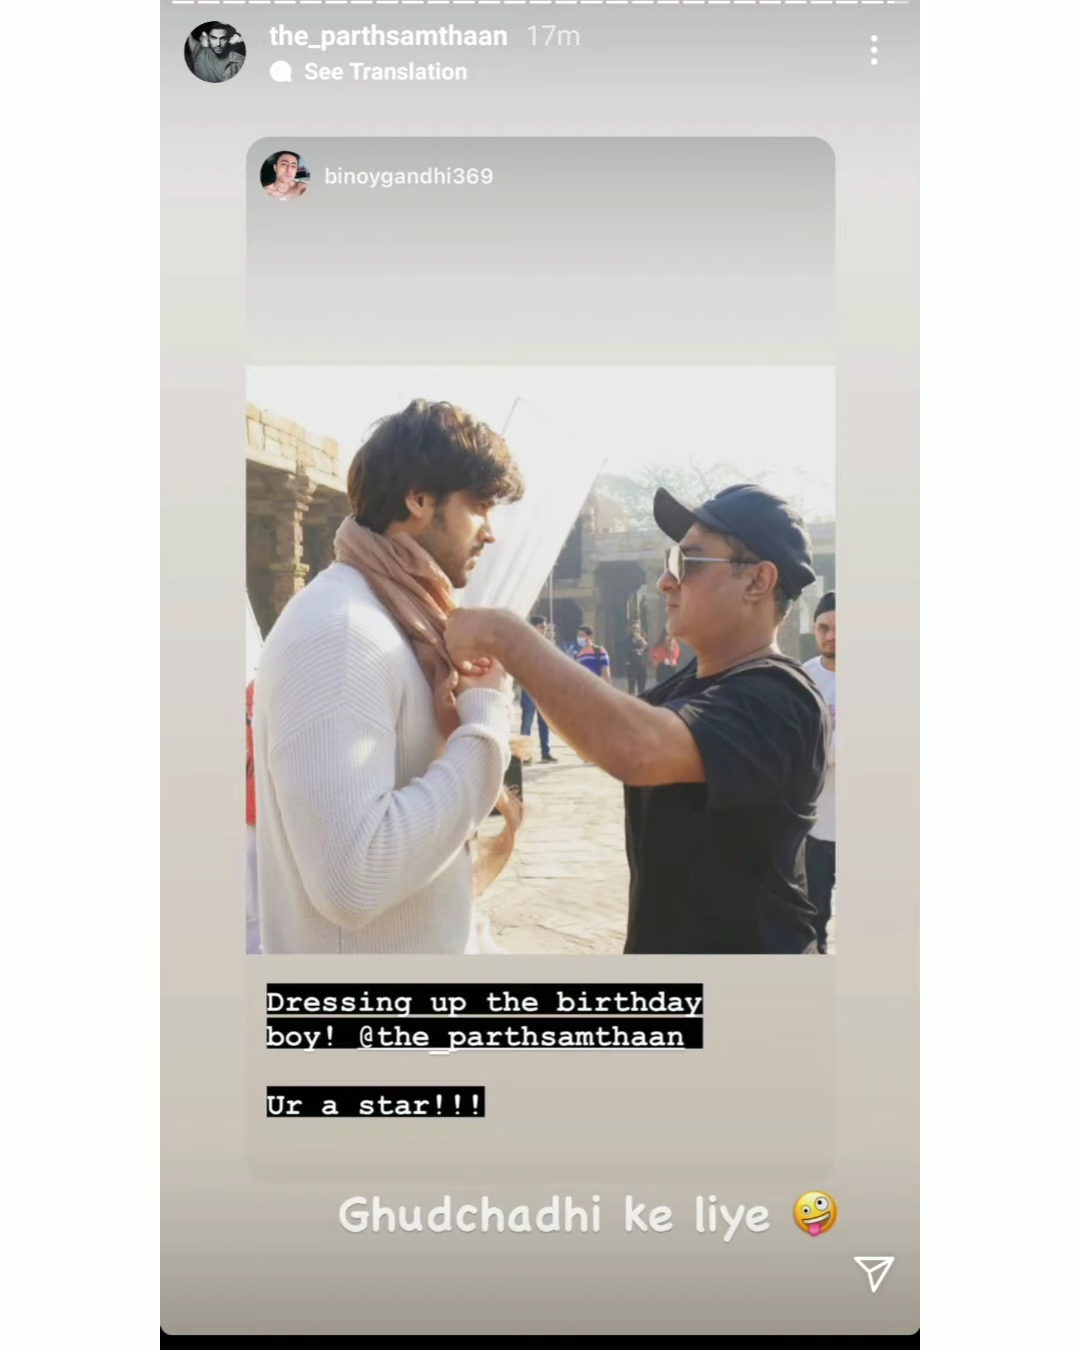 the_parthsamthaan 17m
See Translation
binoygandhi369
Dressing up the birthday
boy! @the_parthsamthaan
Ur a star!!!
Ghudchadhi ke liye 🤪